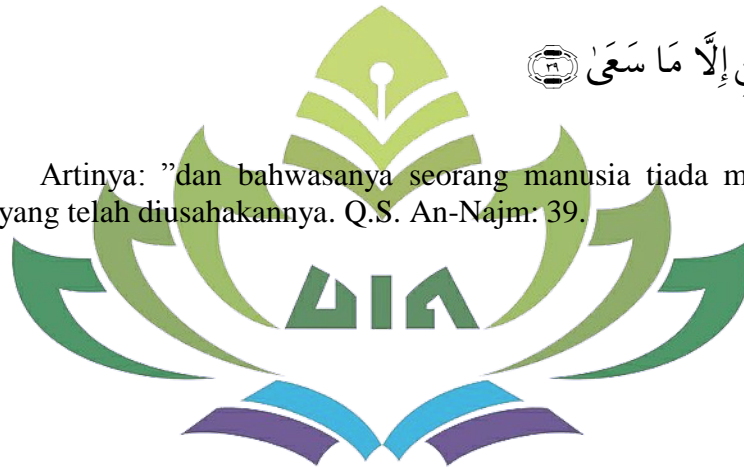 إِلَّا مَا سَعَىٰ ٣٩
Artinya: ”dan bahwasanya seorang manusia tiada
yang telah diusahakannya. Q.S. An-Najm: 39.
UIN